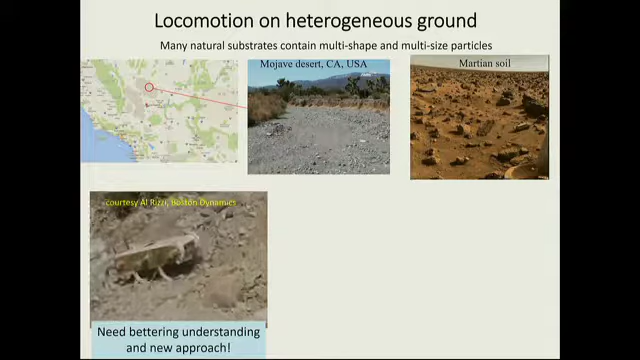 Locomotion on heterogeneous ground
Many natural substrates contain multi-shape and multi-size particles
Mojave desert, CA, USA
Martian soil
courtesy Al Rizzi, Boston Dynamics
Need bettering understanding
and new approach!